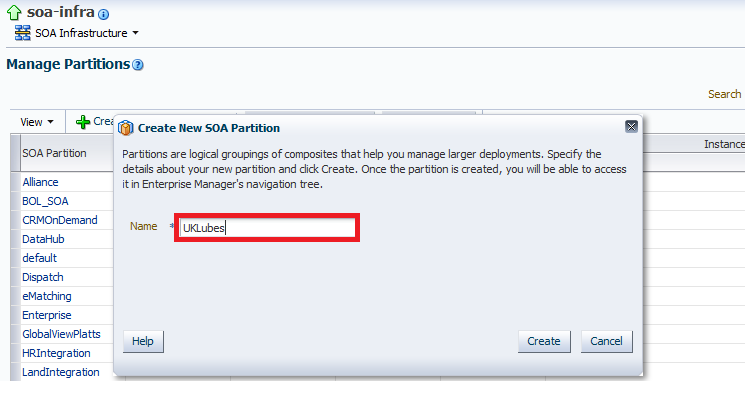 soa-infra
SOA Infrastructure
Manage Partitions
Search
View
Crea
Create New SOA Partition
Instance
SOA Partition
Partitions are logical groupings of composites that help you manage larger deployments. Specify the
details about your new partition and click Create. Once the partition is created, you will be able to access
it in Enterprise Manager's navigation tree.
Alliance
BOL_SOA
CRMOnDemand
Name * UKLubes
DataHub
default
Dispatch
eMatching
Enterprise
GlobalViewPlatts
Help Create Cancel
HRIntegration
LandIntegration